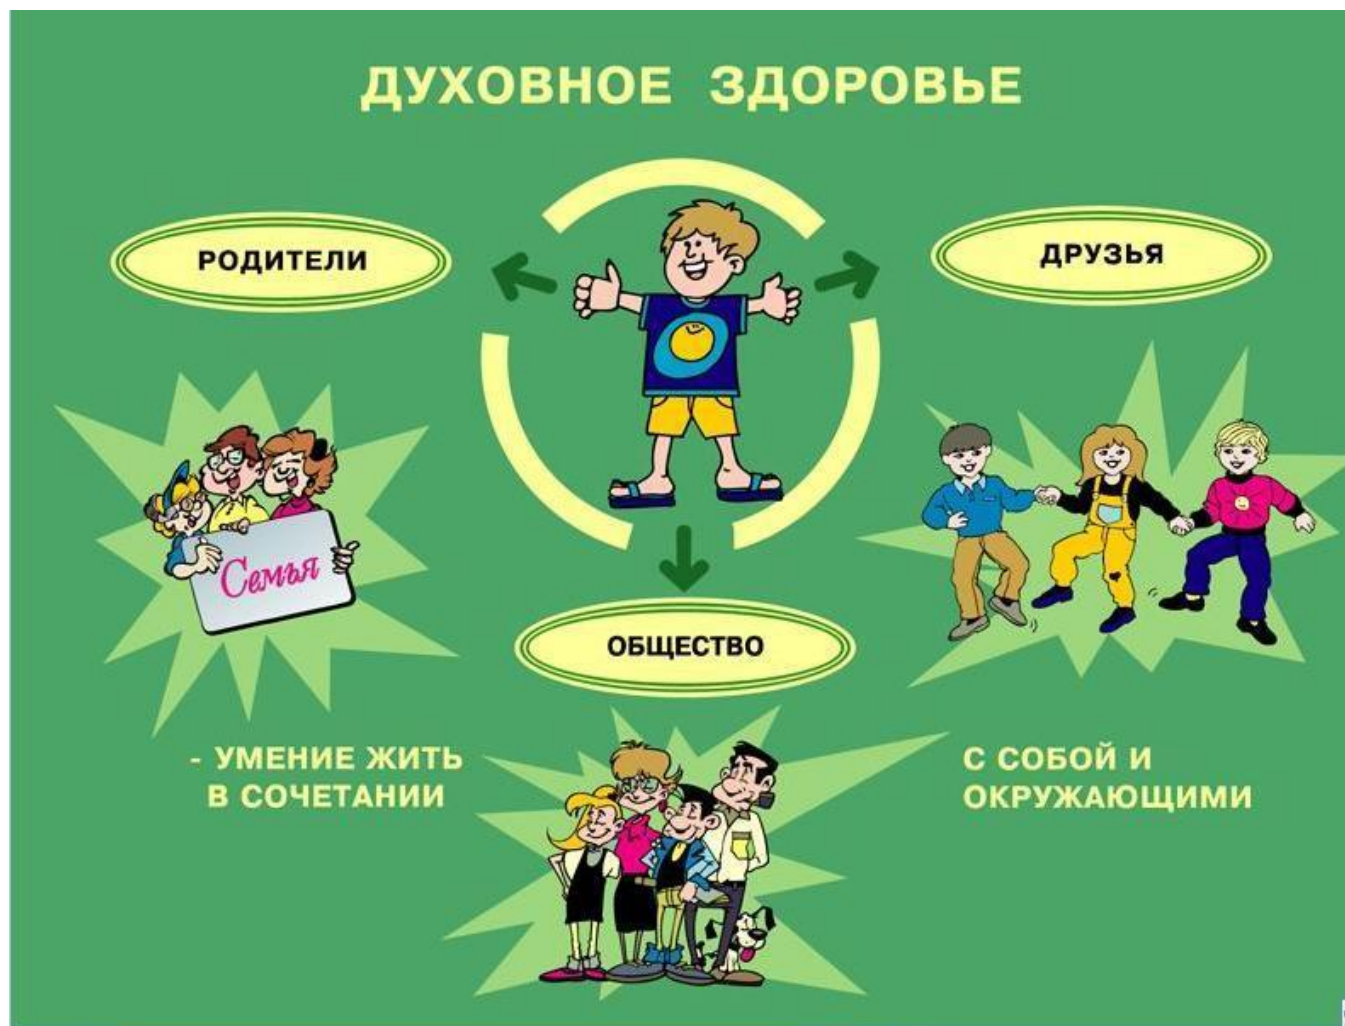 ДУХОВНОЕ ЗДОРОВЬЕ
РОДИТЕЛИ
ДРУЗЬЯ
Семья
ОБЩЕСТВО
- УМЕНИЕ ЖИТЬ
В СОЧЕТАНИИ
С СОБОЙ И
ОКРУЖАЮЩИМИ